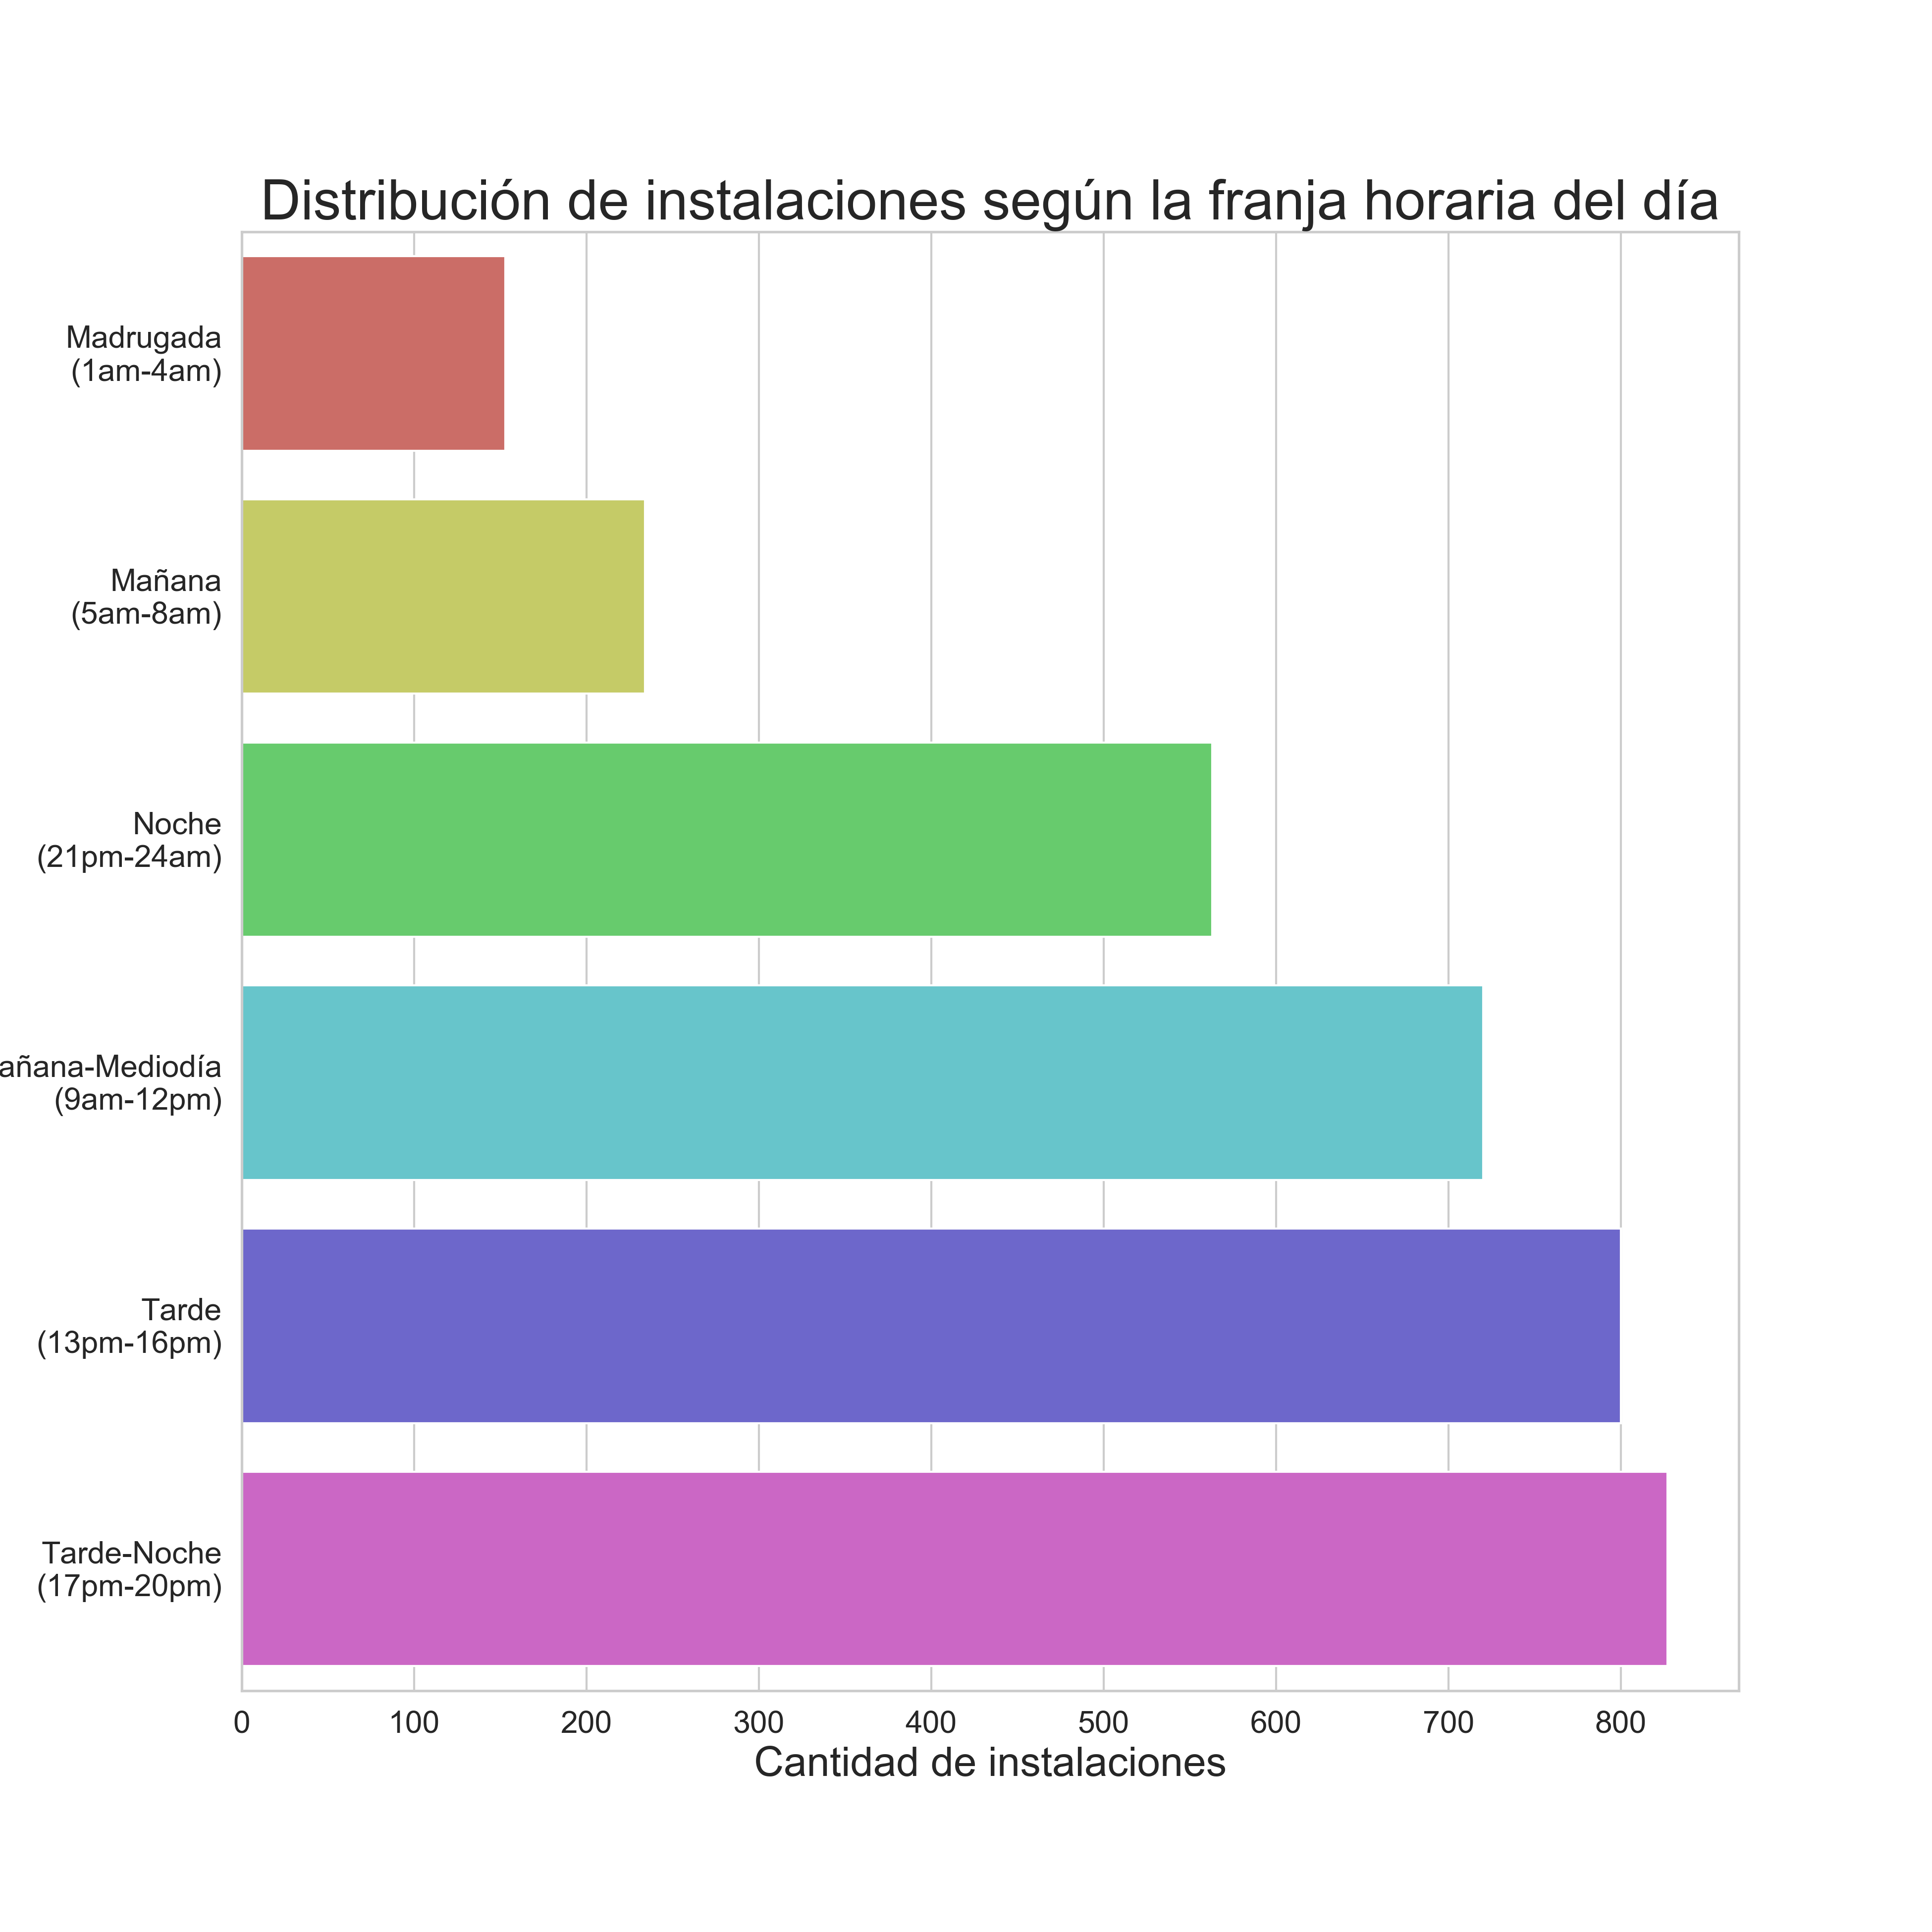 Distribución de instalaciones según la franja horaria del día
Madrugada
(1am-4am)
Mañana
(5am-8am)
Noche
(21pm-24am)
añana-Mediodía
(9am-12pm)
Tarde
(13pm-16pm)
Tarde-Noche
(17pm-20pm)
0 100 200 300 400 500 600 700 800
Cantidad de instalaciones